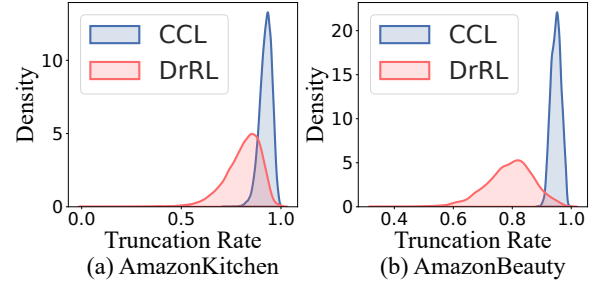 CCL
DrRL
Density
10
5
0
0.0 0.5 1.0
Truncation Rate
(a) AmazonKitchen
CCL
DrRL
Density
20
15
10
5
0
0.4 0.6 0.8 1.0
Truncation Rate
(b) AmazonBeauty